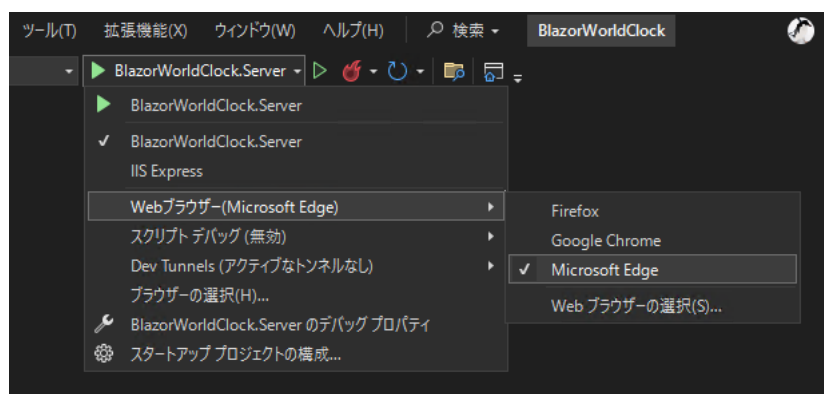 ツール(T) 拡張機能(X) ウィンドウ(W) ヘルプ(H) 検索 BlazorWorldClock
BlazorWorldClock.Server
BlazorWorldClock.Server
BlazorWorldClock.Server
IIS Express
Webブラウザー(Microsoft Edge)
スクリプト デバッグ (無効)
Dev Tunnels (アクティブなトンネルなし)
ブラウザーの選択(H)...
BlazorWorldClock.Server のデバッグ プロパティ
スタートアップ プロジェクトの構成...
Firefox
Google Chrome
Microsoft Edge
Web ブラウザーの選択(S)...